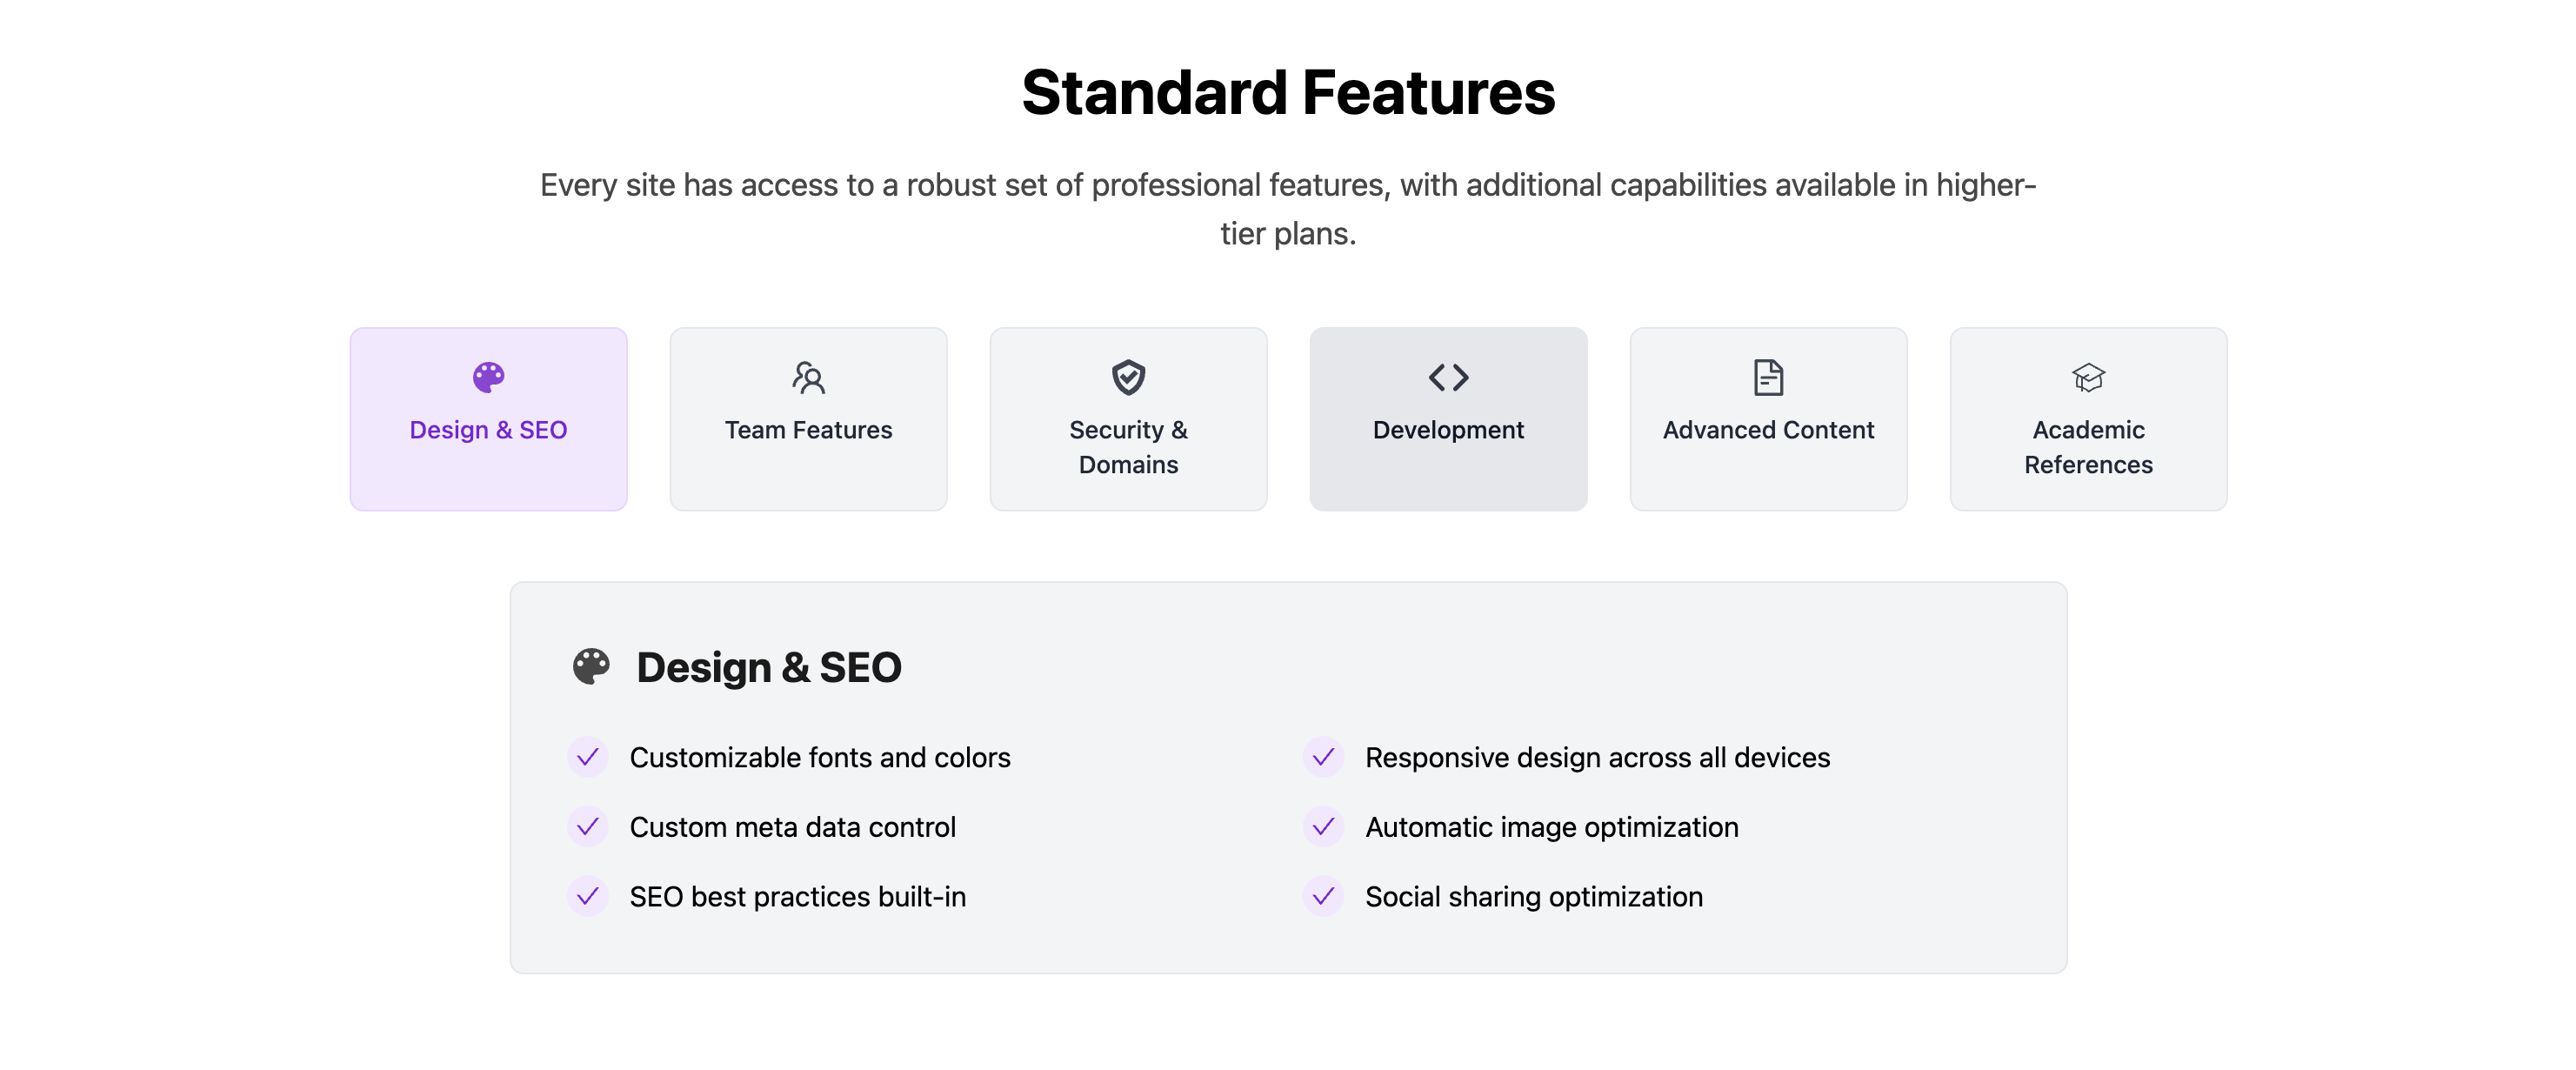 Standard Features
Every site has access to a robust set of professional features, with additional capabilities available in higher-
tier plans.
Design & SEO
Team Features
Security &
Domains
Development
Advanced Content
Academic
References
Design & SEO
Customizable fonts and colors
Responsive design across all devices
Custom meta data control
Automatic image optimization
SEO best practices built-in
Social sharing optimization